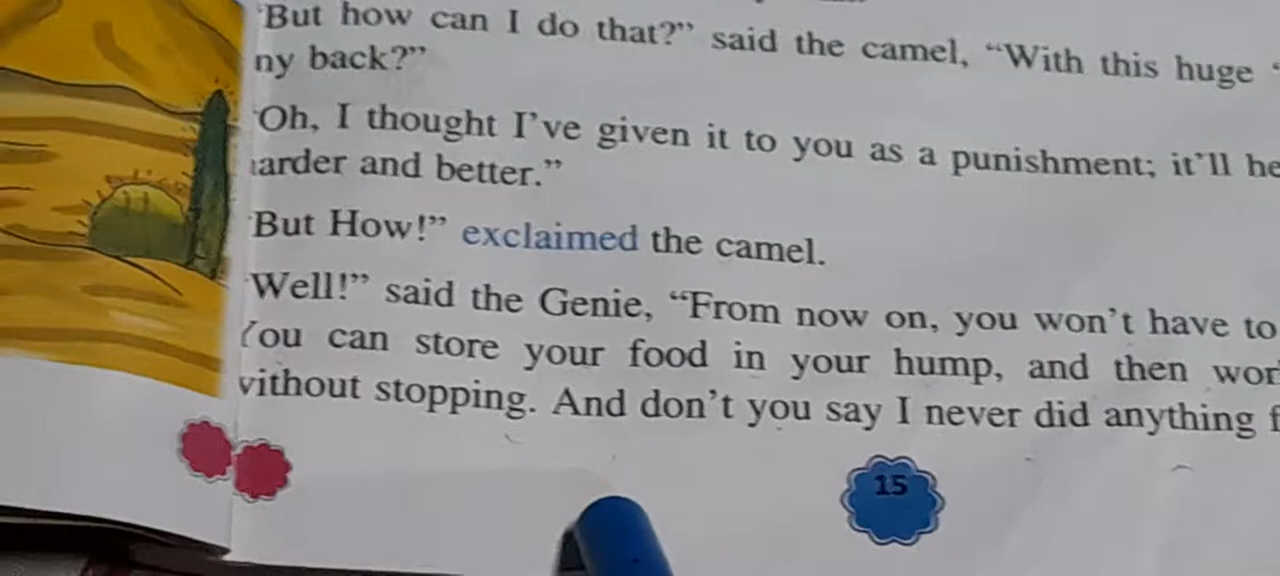 But how can I do that?” said the camel, “With this huge
ny back?”
Oh, I thought I’ve given it to you as a punishment; it’ll he
arder and better.”
But How!” exclaimed the camel.
Well!” said the Genie, “From now on, you won’t have to
You can store your food in your hump, and then wor
without stopping. And don’t you say I never did anything f
15